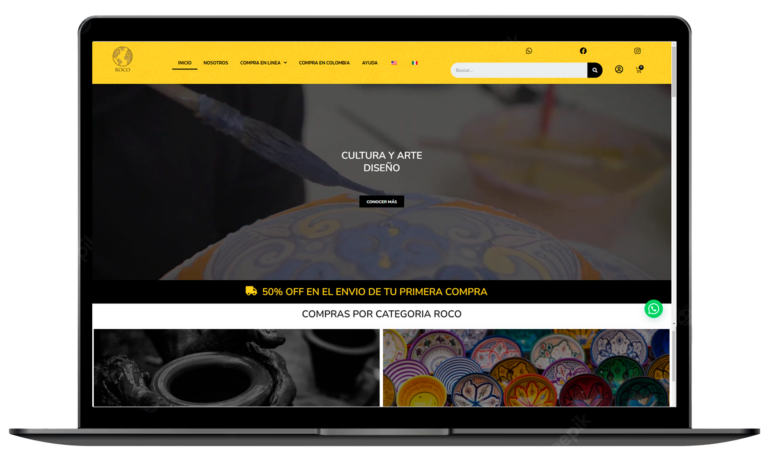 ROCO
INICIO NOSOTROS COMPRA EN LINEA COMPRA EN COLOMBIA AYUDA
Buscar...
0
CULTURA Y ARTE
DISEÑO
CONOCER MÁS
50% OFF EN EL ENVIO DE TU PRIMERA COMPRA
COMPRAS POR CATEGORIA ROCO